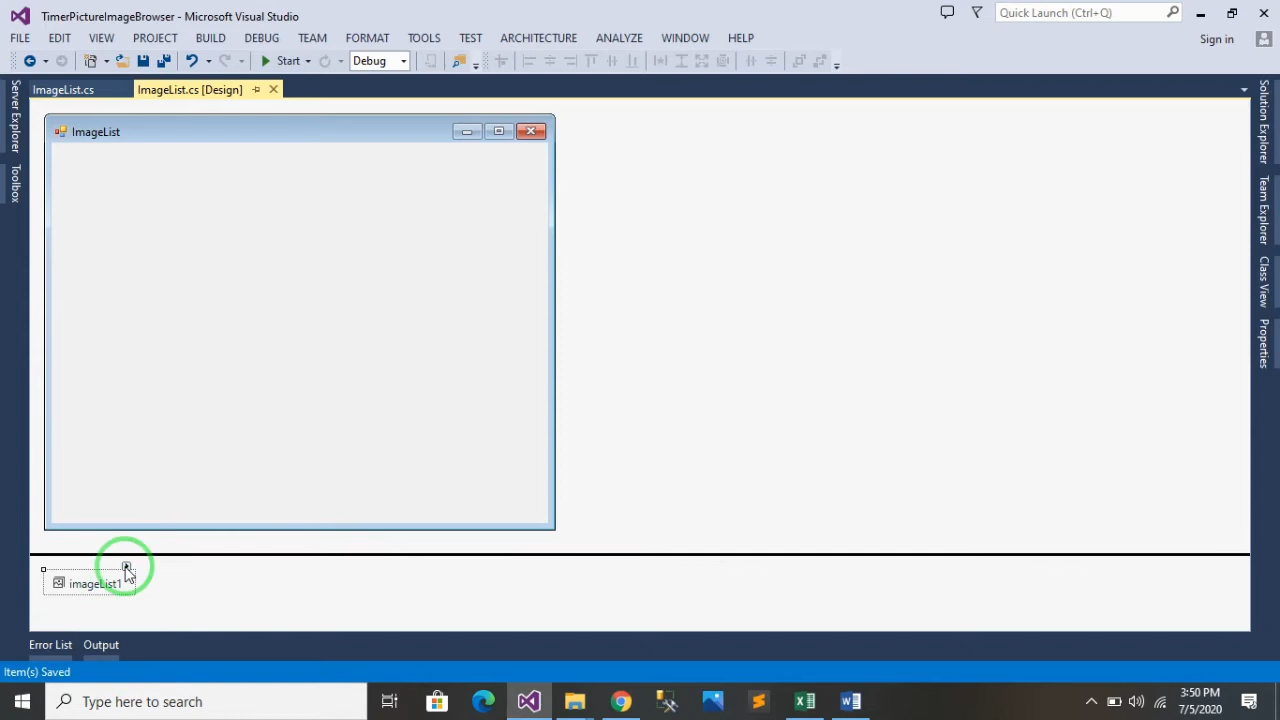 TimerPictureImageBrowser - Microsoft Visual Studio
Quick Launch (Ctrl+Q)
FILE EDIT VIEW PROJECT BUILD DEBUG TEAM FORMAT TOOLS TEST ARCHITECTURE ANALYZE WINDOW HELP
Sign in
Start
Debug
ImageList.cs
ImageList.cs [Design]
Server Explorer
Toolbox
ImageList
Solution Explorer
Team Explorer
Class View
Properties
imageList1
Error List
Output
Item(s) Saved
Type here to search
3:50 PM
7/5/2020